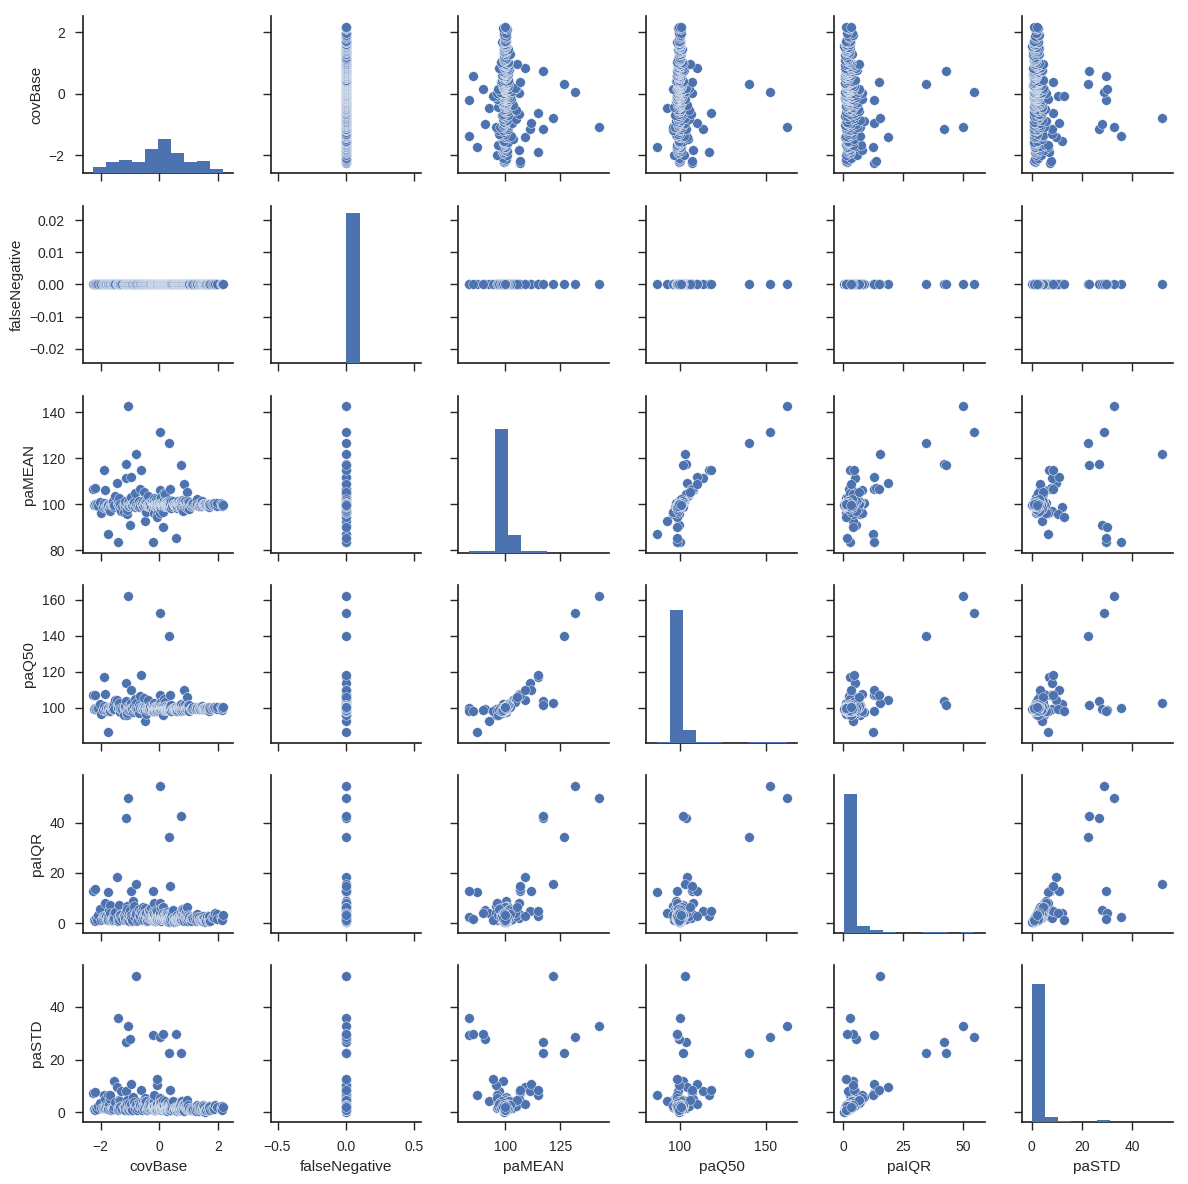 2
0
−2
covBase
0.02
0.01
0.00
−0.01
−0.02
falseNegative
140
120
100
80
paMEAN
160
140
120
100
paQ50
40
20
0
paIQR
40
20
0
paSTD
−2 0 2
−0.5 0.0 0.5
100 125
100 150
0 25 50
0 20 40
covBase falseNegative paMEAN paQ50 paIQR paSTD